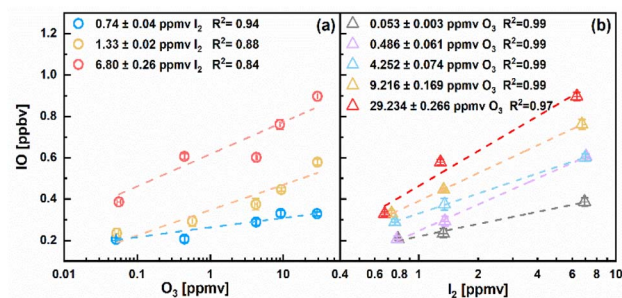 0.74 ± 0.04 ppmv I₂ R²= 0.94 (a)
1.33 ± 0.02 ppmv I₂ R²= 0.88
6.80 ± 0.26 ppmv I₂ R²= 0.84
0.053 ± 0.003 ppmv O₃ R²=0.99 (b)
0.486 ± 0.061 ppmv O₃ R²=0.99
4.252 ± 0.074 ppmv O₃ R²=0.99
9.216 ± 0.169 ppmv O₃ R²=0.99
29.234 ± 0.266 ppmv O₃ R²=0.97
IO [ppbv]
1.2
1.0
0.8
0.6
0.4
0.2
0.01 0.1 1 10 100
0.4 0.6 0.8 1 2 4 6 8 10
O₃ [ppmv]
I₂ [ppmv]